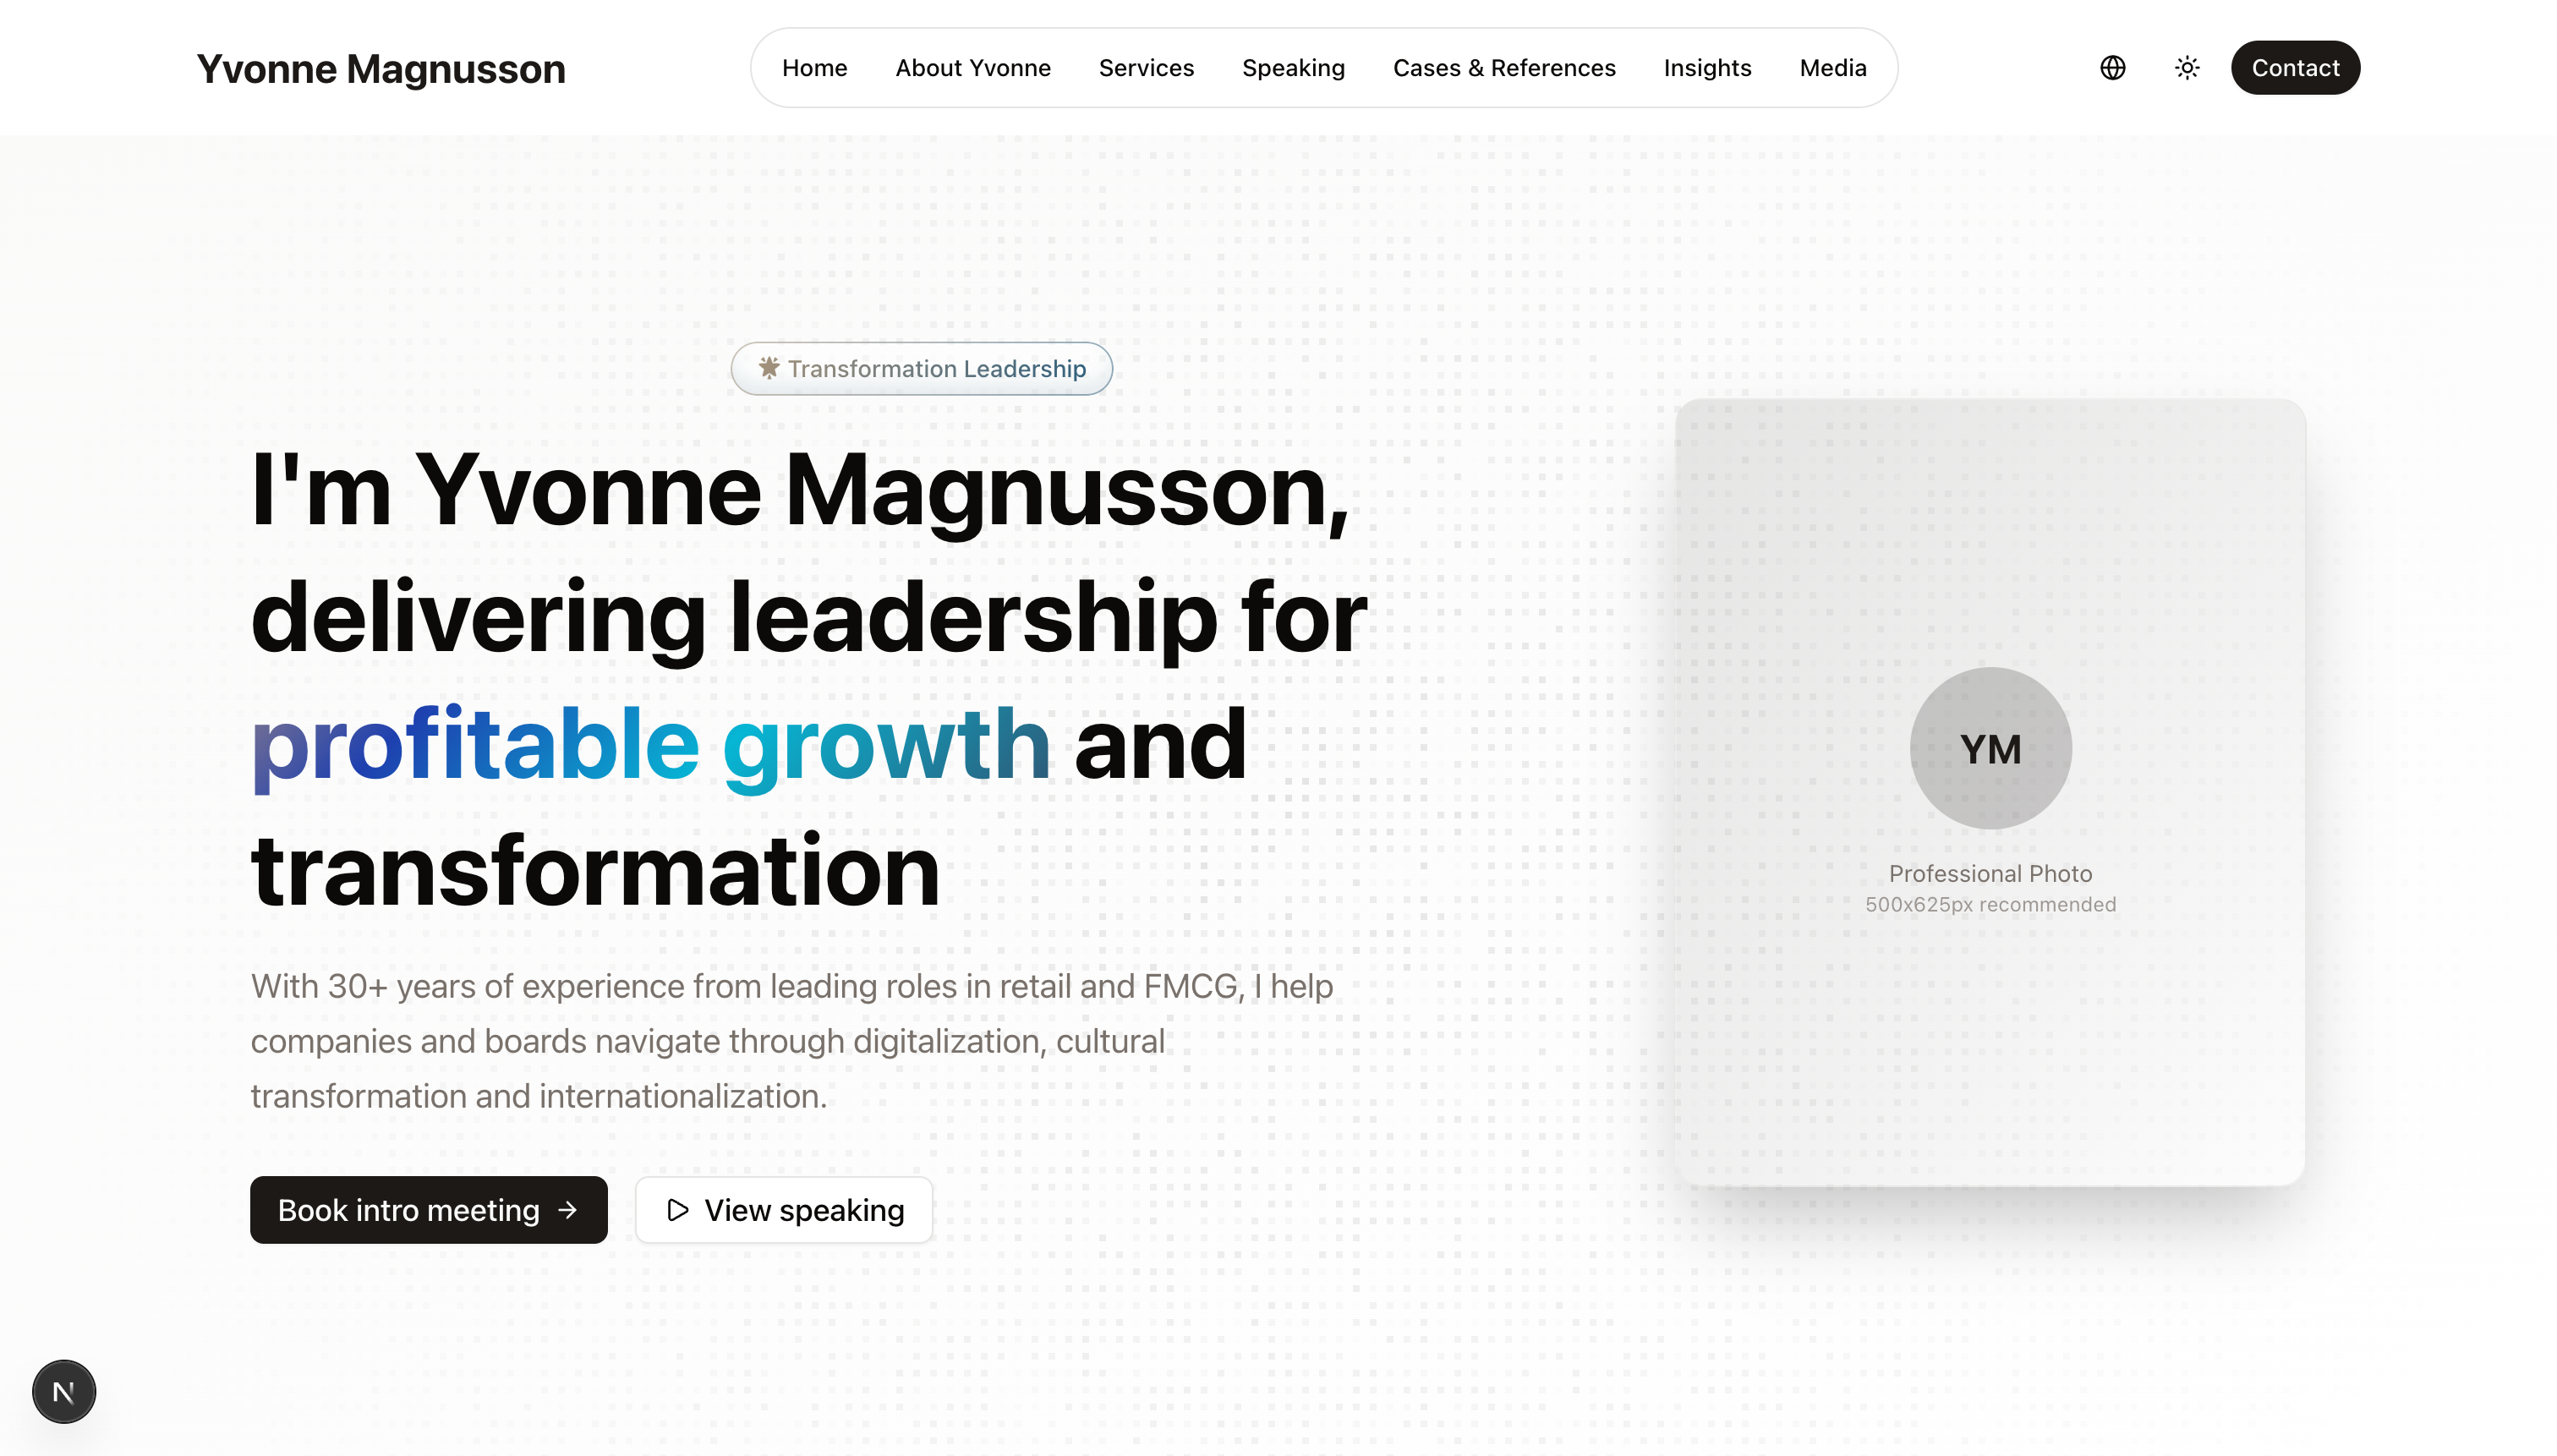 Yvonne Magnusson
Home About Yvonne Services Speaking Cases & References Insights Media
Contact
Transformation Leadership
I'm Yvonne Magnusson,
delivering leadership for
profitable growth and
transformation
With 30+ years of experience from leading roles in retail and FMCG, I help
companies and boards navigate through digitalization, cultural
transformation and internationalization.
Book intro meeting →
View speaking
YM
Professional Photo
500x625px recommended
N